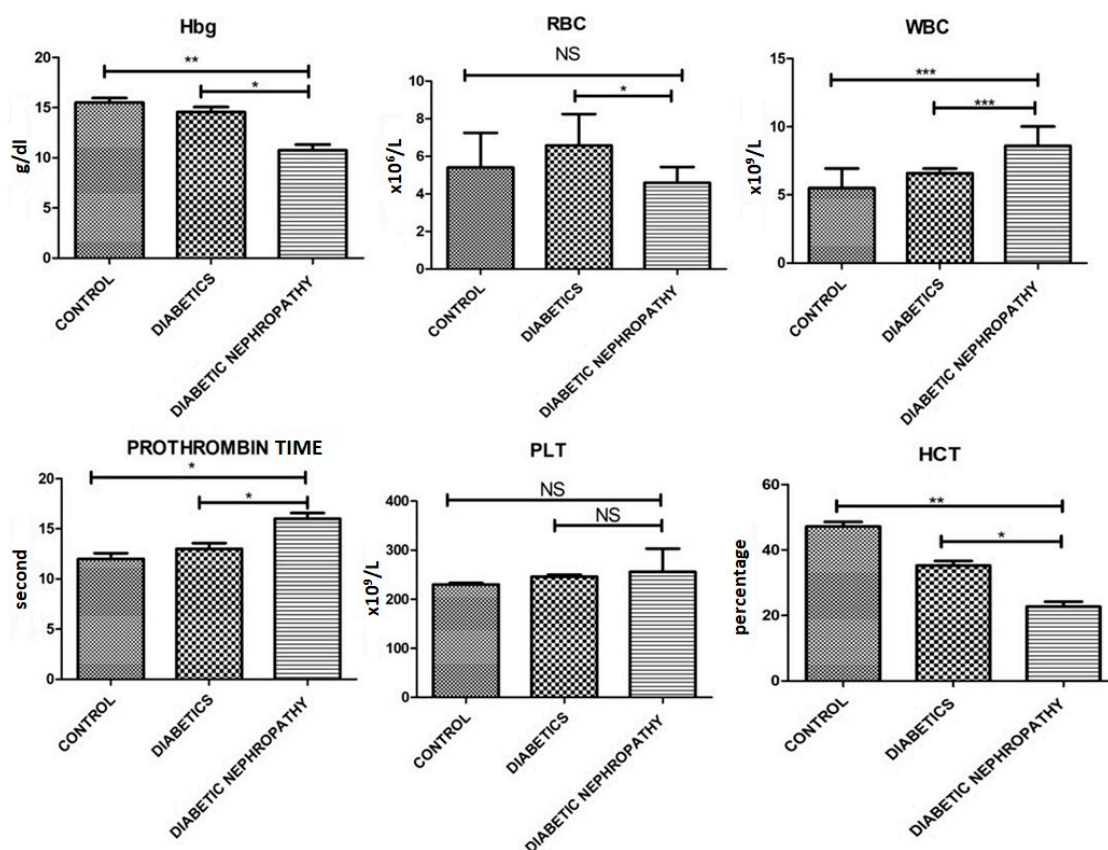 Hbg
**
*
20
15
10
5
0
g/dl
CONTROL
DIABETICS
DIABETIC NEPHROPATHY
RBC
NS
*
10
8
6
4
2
0
x10⁶/L
CONTROL
DIABETICS
DIABETIC NEPHROPATHY
WBC
***
***
15
10
5
0
x10⁹/L
CONTROL
DIABETICS
DIABETIC NEPHROPATHY
PROTHROMBIN TIME
*
*
20
15
10
5
0
second
CONTROL
DIABETICS
DIABETIC NEPHROPATHY
PLT
NS
NS
400
300
200
100
0
x10⁹/L
CONTROL
DIABETICS
DIABETIC NEPHROPATHY
HCT
**
*
60
40
20
0
percentage
CONTROL
DIABETICS
DIABETIC NEPHROPATHY